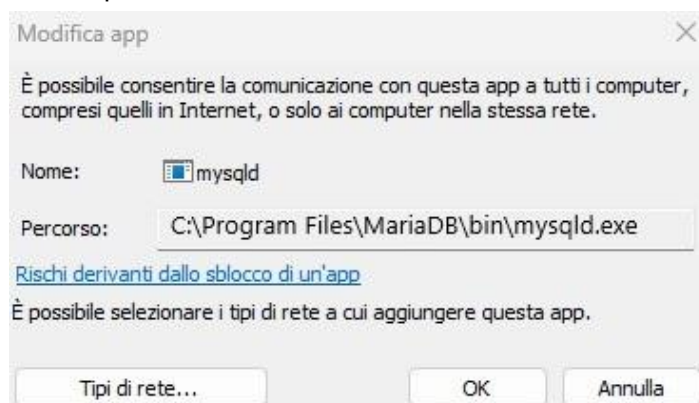 Modifica app
È possibile consentire la comunicazione con questa app a tutti i computer,
compresi quelli in Internet, o solo ai computer nella stessa rete.
Nome: mysqld
Percorso: C:\Program Files\MariaDB\bin\mysqld.exe
Rischi derivanti dallo sblocco di un'app
È possibile selezionare i tipi di rete a cui aggiungere questa app.
Tipi di rete... OK Annulla